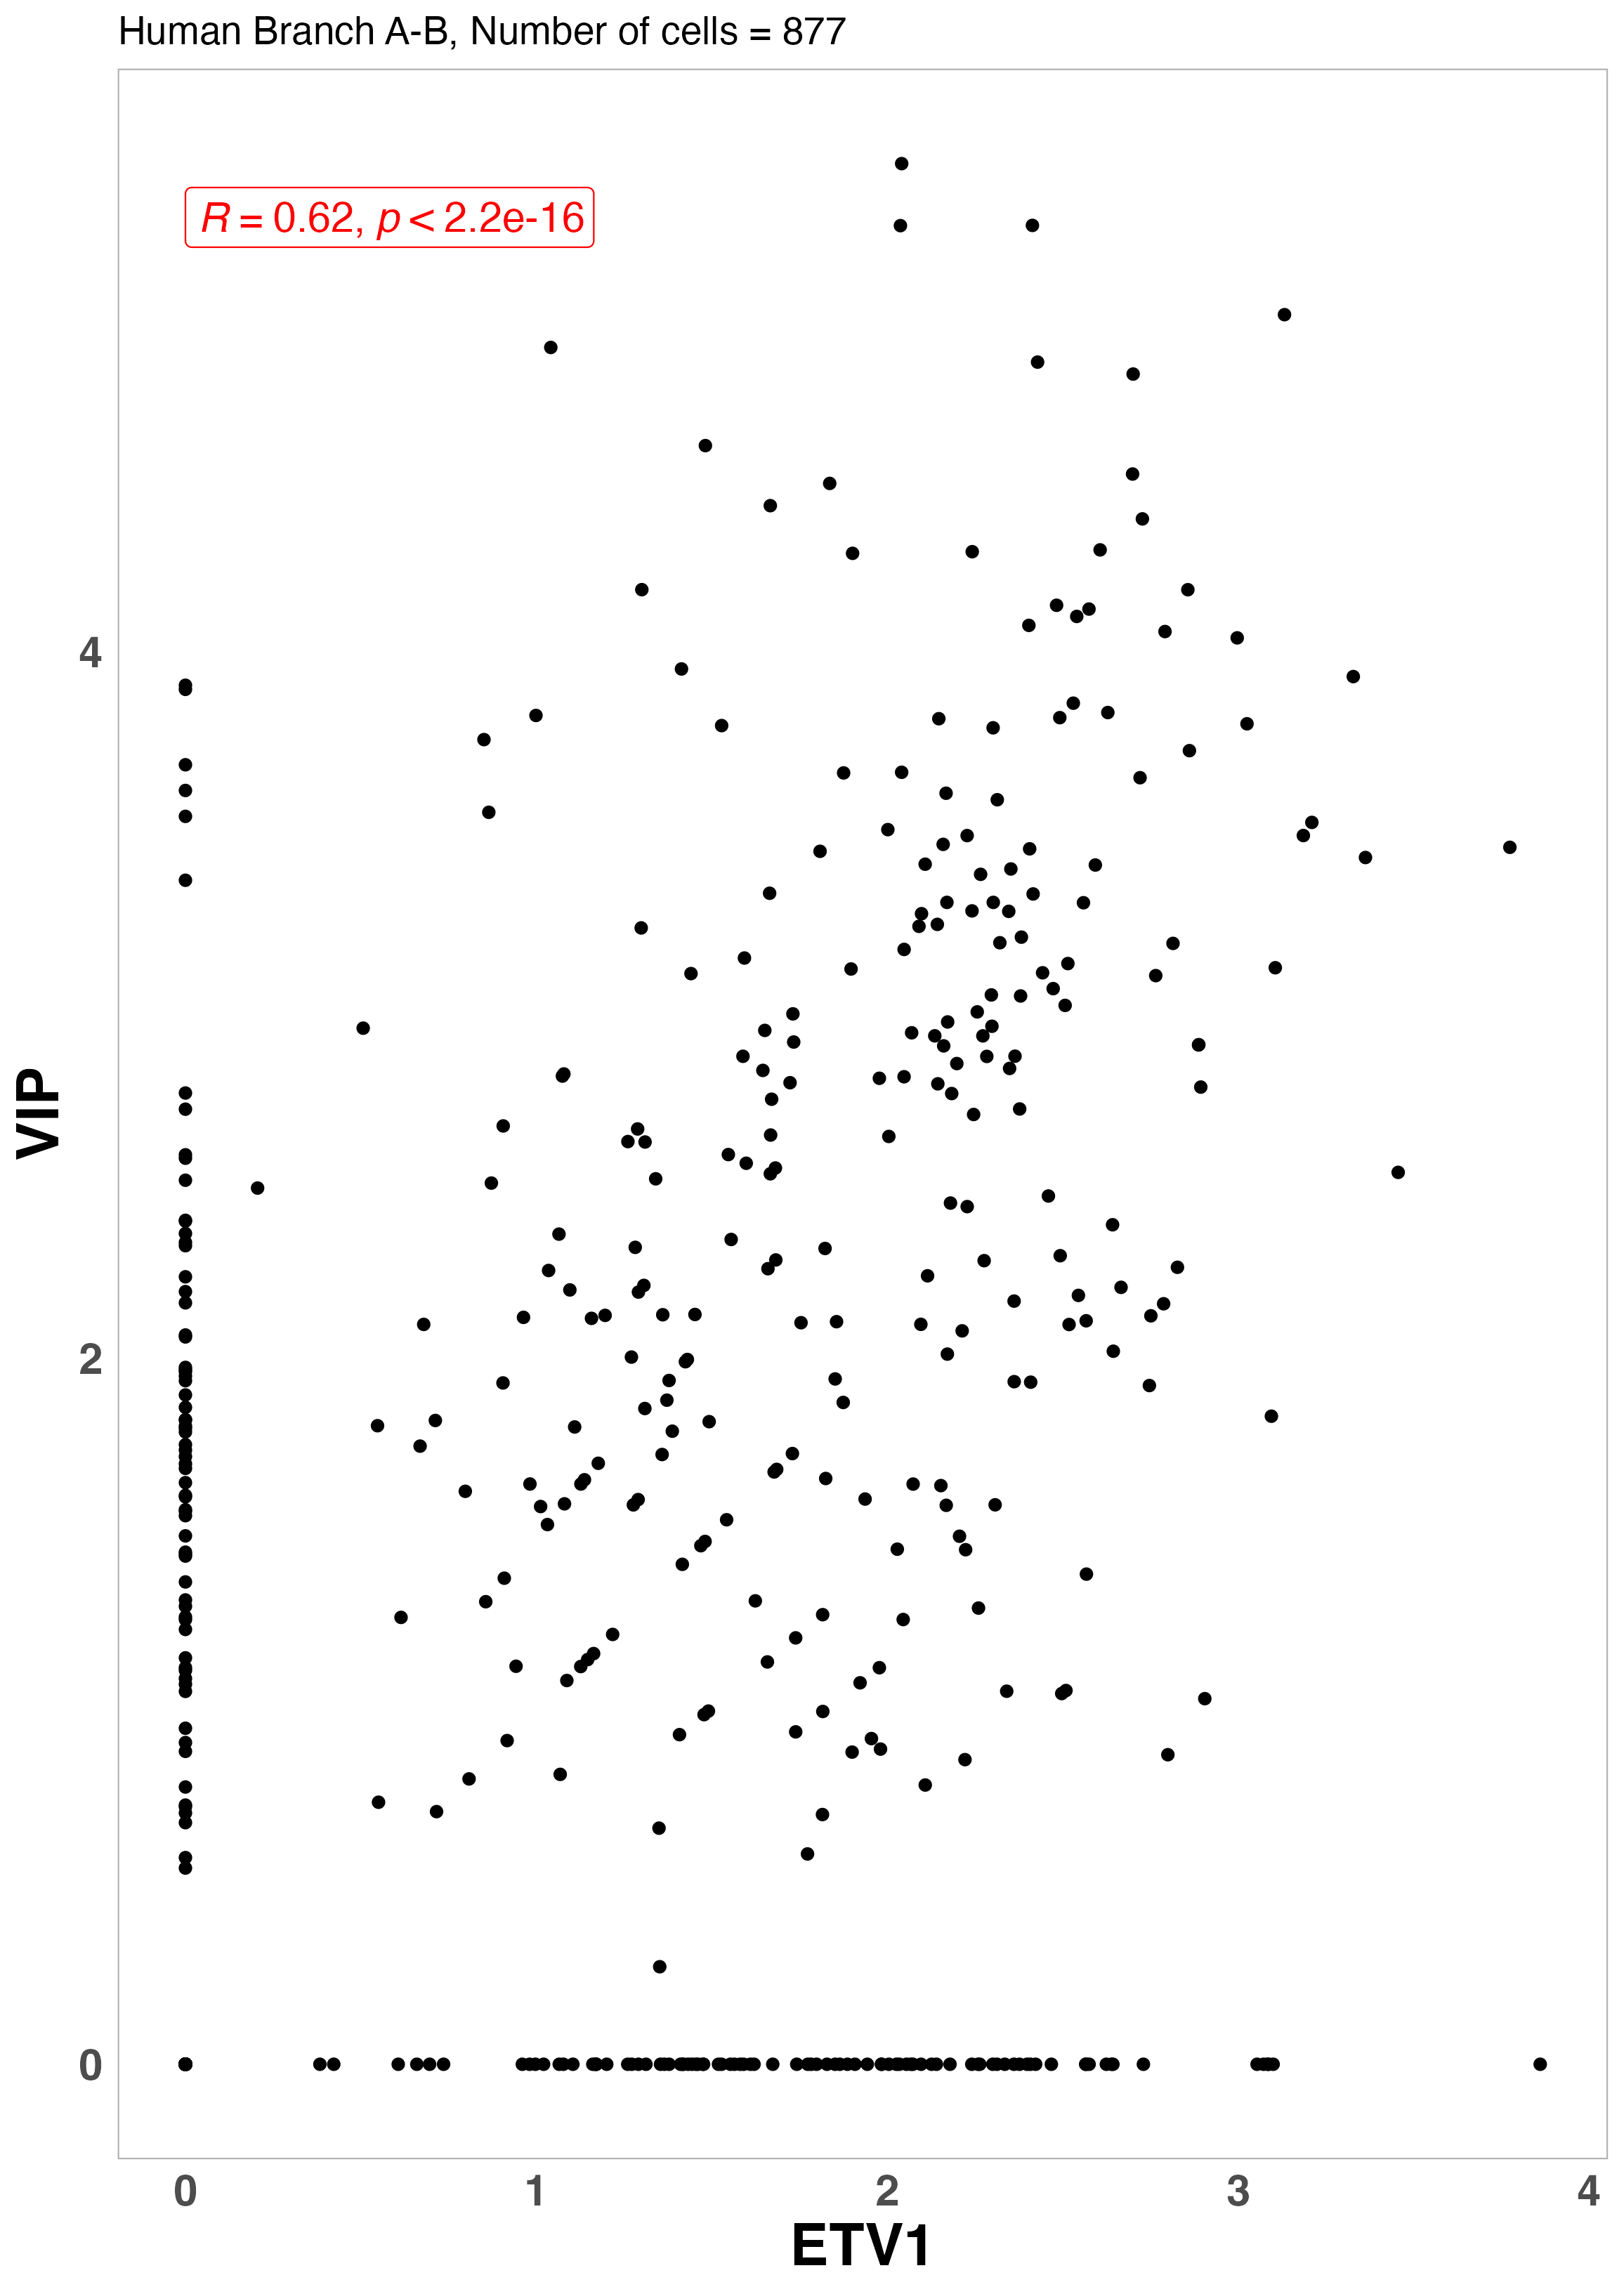 Human Branch A-B, Number of cells = 877
R = 0.62, p < 2.2e-16
4
2
0
VIP
0 1 2 3 4
ETV1